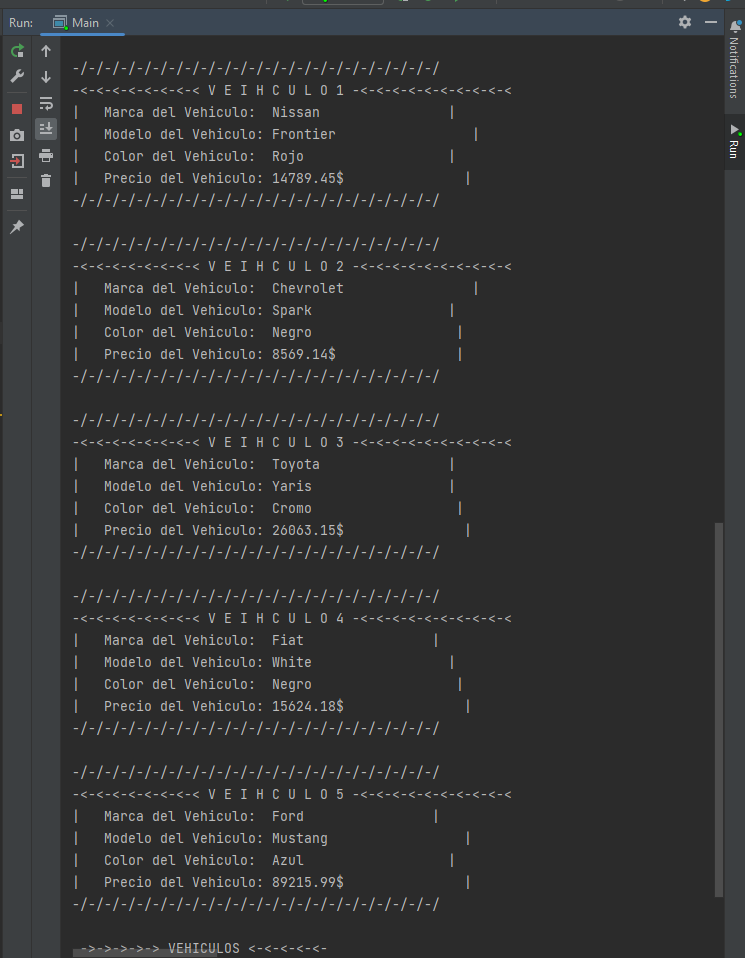 Run: Main
-/-/-/-/-/-/-/-/-/-/-/-/-/-/-/-/-/-/-/-/-/-/-/
-<-<-<-<-<-<-<-< V E I H C U L O 1 -<-<-<-<-<-<-<-<-<-<
|   Marca del Vehiculo:  Nissan                |
|   Modelo del Vehiculo: Frontier                 |
|   Color del Vehiculo:  Rojo                  |
|   Precio del Vehiculo: 14789.45$               |
-/-/-/-/-/-/-/-/-/-/-/-/-/-/-/-/-/-/-/-/-/-/-/
-/-/-/-/-/-/-/-/-/-/-/-/-/-/-/-/-/-/-/-/-/-/-/
-<-<-<-<-<-<-<-< V E I H C U L O 2 -<-<-<-<-<-<-<-<-<-<
|   Marca del Vehiculo:  Chevrolet                |
|   Modelo del Vehiculo: Spark                 |
|   Color del Vehiculo:  Negro                  |
|   Precio del Vehiculo: 8569.14$               |
-/-/-/-/-/-/-/-/-/-/-/-/-/-/-/-/-/-/-/-/-/-/-/
-/-/-/-/-/-/-/-/-/-/-/-/-/-/-/-/-/-/-/-/-/-/-/
-<-<-<-<-<-<-<-< V E I H C U L O 3 -<-<-<-<-<-<-<-<-<-<
|   Marca del Vehiculo:  Toyota                |
|   Modelo del Vehiculo: Yaris                 |
|   Color del Vehiculo:  Cromo                  |
|   Precio del Vehiculo: 26063.15$               |
-/-/-/-/-/-/-/-/-/-/-/-/-/-/-/-/-/-/-/-/-/-/-/
-/-/-/-/-/-/-/-/-/-/-/-/-/-/-/-/-/-/-/-/-/-/-/
-<-<-<-<-<-<-<-< V E I H C U L O 4 -<-<-<-<-<-<-<-<-<-<
|   Marca del Vehiculo:  Fiat                |
|   Modelo del Vehiculo: White                 |
|   Color del Vehiculo:  Negro                  |
|   Precio del Vehiculo: 15624.18$               |
-/-/-/-/-/-/-/-/-/-/-/-/-/-/-/-/-/-/-/-/-/-/-/
-/-/-/-/-/-/-/-/-/-/-/-/-/-/-/-/-/-/-/-/-/-/-/
-<-<-<-<-<-<-<-< V E I H C U L O 5 -<-<-<-<-<-<-<-<-<-<
|   Marca del Vehiculo:  Ford                |
|   Modelo del Vehiculo: Mustang                 |
|   Color del Vehiculo:  Azul                  |
|   Precio del Vehiculo: 89215.99$               |
-/-/-/-/-/-/-/-/-/-/-/-/-/-/-/-/-/-/-/-/-/-/-/
->->->->-> VEHICULOS <-<-<-<-<-
Notifications
Run